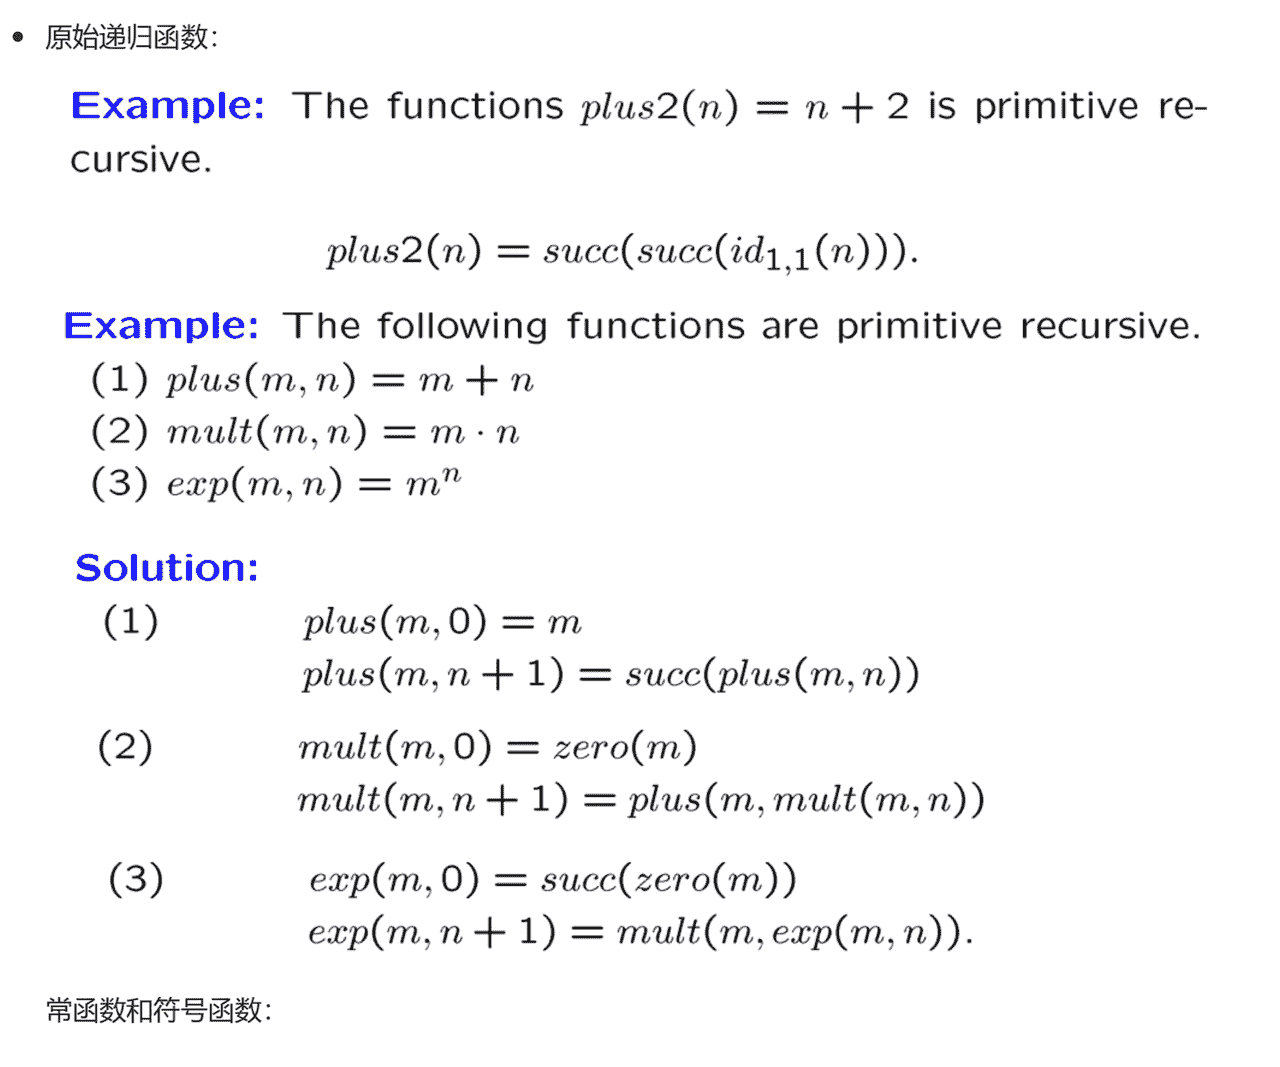 • 原始递归函数：
Example: The functions plus2(n) = n + 2 is primitive re-
cursive.
plus2(n) = succ(succ(id₁,₁(n))).
Example: The following functions are primitive recursive.
(1) plus(m, n) = m + n
(2) mult(m, n) = m · n
(3) exp(m, n) = mⁿ
Solution:
(1) plus(m, 0) = m
plus(m, n + 1) = succ(plus(m, n))
(2) mult(m, 0) = zero(m)
mult(m, n + 1) = plus(m, mult(m, n))
(3) exp(m, 0) = succ(zero(m))
exp(m, n + 1) = mult(m, exp(m, n)).
常函数和符号函数：